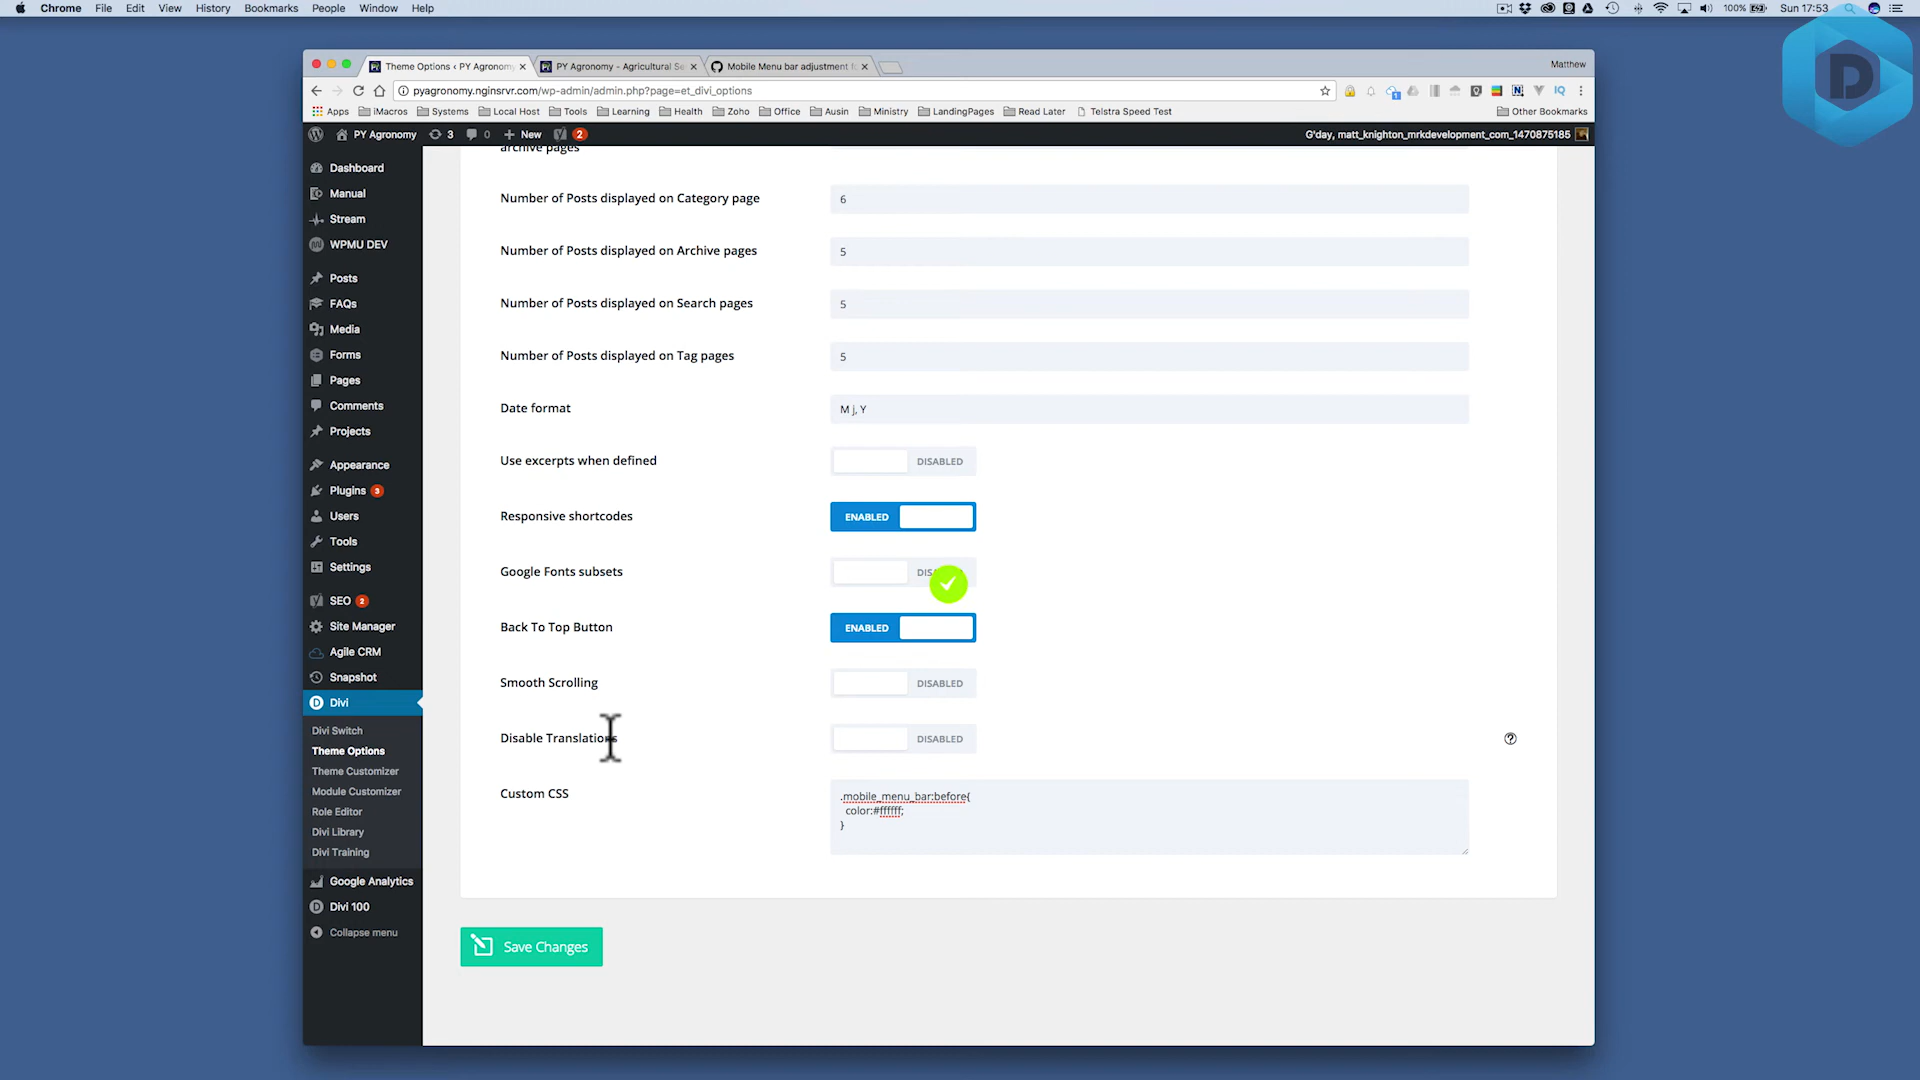 Chrome File Edit View History Bookmarks People Window Help
100% Sun 17:53
Theme Options ‹ PY Agronomy
PY Agronomy - Agricultural Se
Mobile Menu bar adjustment f
Matthew
pyagronomy.nginsrvr.com/wp-admin/admin.php?page=et_divi_options
Apps iMacros Systems Local Host Tools Learning Health Zoho Office Ausin Ministry LandingPages Read Later Telstra Speed Test Other Bookmarks
PY Agronomy 3 0 New 2
G'day, matt_knighton_mrkdevelopment_com_1470875185
Dashboard
Manual
Stream
WPMU DEV
Posts
FAQs
Media
Forms
Pages
Comments
Projects
Appearance
Plugins 3
Users
Tools
Settings
SEO 2
Site Manager
Agile CRM
Snapshot
Divi
Divi Switch
Theme Options
Theme Customizer
Module Customizer
Role Editor
Divi Library
Divi Training
Google Analytics
Divi 100
Collapse menu
archive pages
Number of Posts displayed on Category page 6
Number of Posts displayed on Archive pages 5
Number of Posts displayed on Search pages 5
Number of Posts displayed on Tag pages 5
Date format M j, Y
Use excerpts when defined DISABLED
Responsive shortcodes ENABLED
Google Fonts subsets
Back To Top Button ENABLED
Smooth Scrolling DISABLED
Disable Translations DISABLED
Custom CSS
.mobile_menu_bar:before{
color:#ffffff;
}
Save Changes